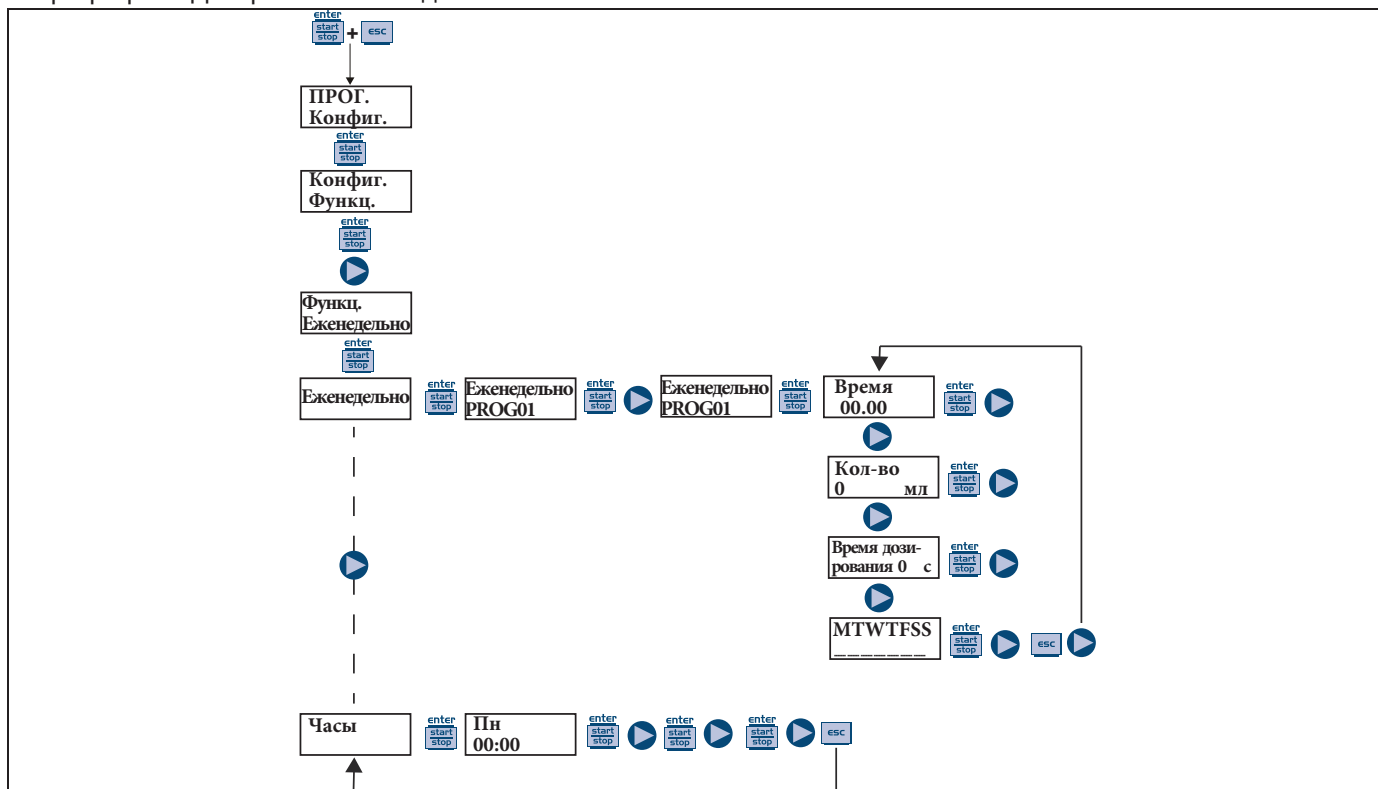 enter
start
stop
+
esc
ПРОГ.
Конфиг.
enter
start
stop
Конфиг.
Функц.
enter
start
stop
Функц.
Еженедельно
enter
start
stop
Еженедельно
enter
start
stop
Еженедельно
PROG01
enter
start
stop
Еженедельно
PROG01
enter
start
stop
Время
00.00
enter
start
stop
Кол-во
0 мл
enter
start
stop
Время дози-
рования 0 с
enter
start
stop
MTWTFSS
_ _ _ _ _ _ _
enter
start
stop
esc
Часы
enter
start
stop
Пн
00:00
enter
start
stop
enter
start
stop
enter
start
stop
esc